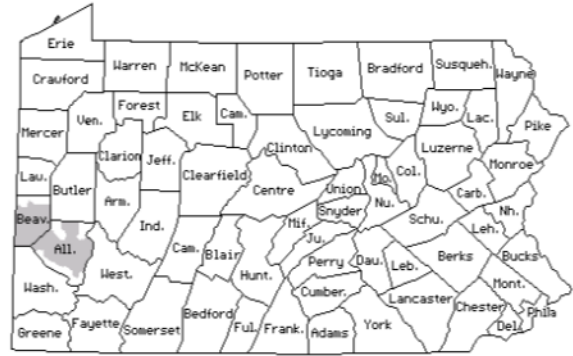 Erie
Crawford
Warren
McKean
Potter
Tioga
Bradford
Susqueh.
Wayne
Mercer
Ven.
Forest
Elk
Cam.
Lycoming
Sul.
Wyo.
Lac.
Pike
Clarion
Jeff.
Clearfield
Clinton
Luzerne
Monroe
Law.
Butler
Centre
Union
Mo.
Col.
Carb.
Beav.
Arm.
Ind.
Snyder
Nu.
Schu.
Nh.
Leh.
All.
West.
Cam.
Blair
Hunt.
Mif.
Ju.
Perry
Dau.
Leb.
Berks
Bucks
Mont.
Wash.
Cumber.
Lancaster
Chester
Phila
Del.
Greene
Fayette
Somerset
Bedford
Ful.
Frank.
Adams
York